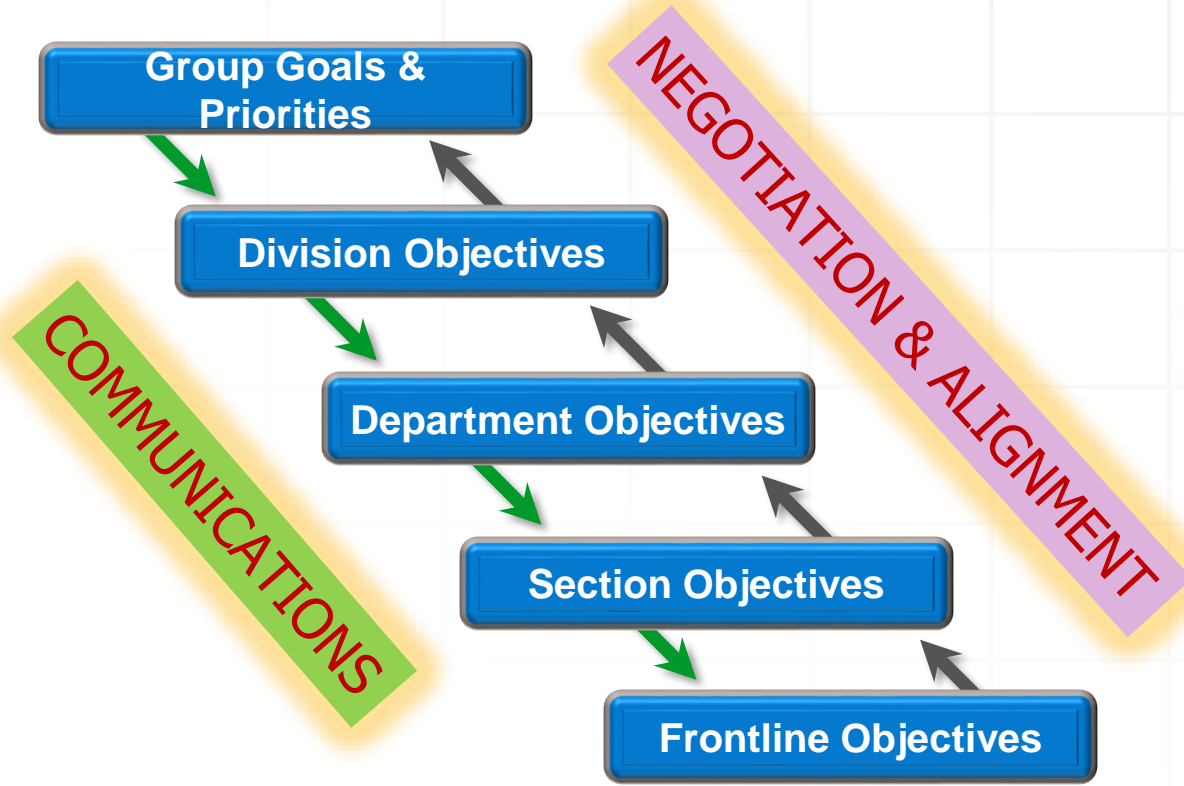 Group Goals &
Priorities
NEGOTIATION & ALIGNMENT
Division Objectives
COMMUNICATIONS
Department Objectives
Section Objectives
Frontline Objectives